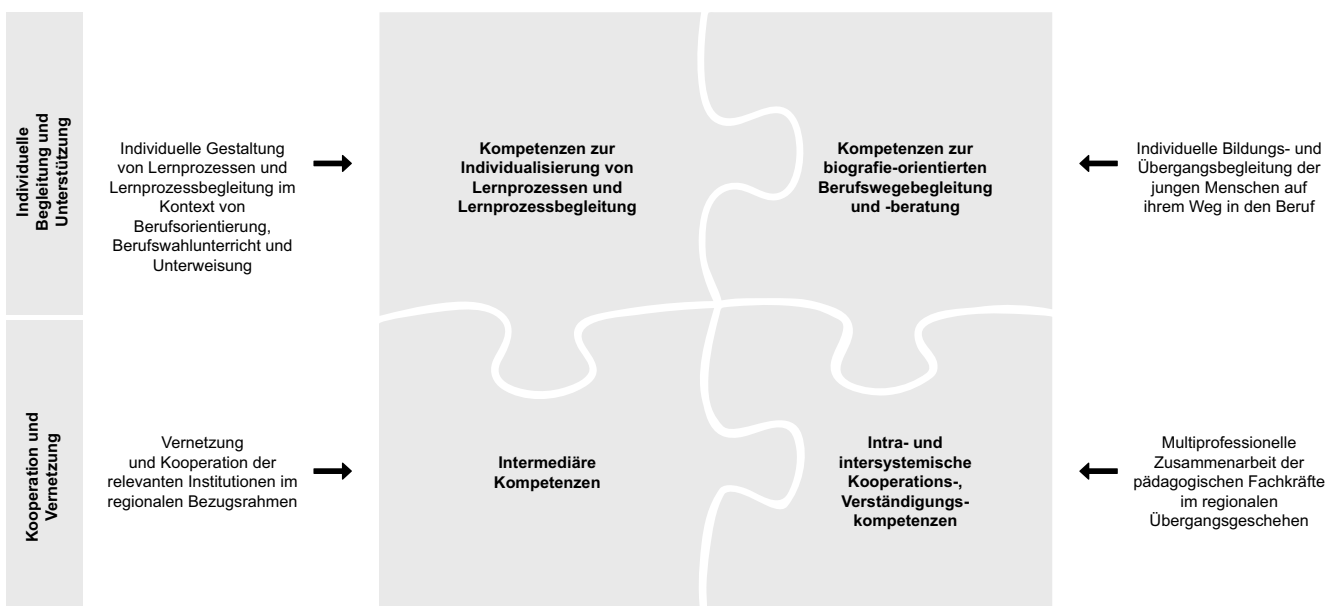 Individuelle
Begleitung und
Unterstützung
Individuelle Gestaltung
von Lernprozessen und
Lernprozessbegleitung im
Kontext von
Berufsorientierung,
Berufswahlunterricht und
Unterweisung
Kompetenzen zur
Individualisierung von
Lernprozessen und
Lernprozessbegleitung
Kompetenzen zur
biografie-orientierten
Berufswegebegleitung
und -beratung
Individuelle Bildungs- und
Übergangsbegleitung der
jungen Menschen auf
ihrem Weg in den Beruf
Kooperation und
Vernetzung
Vernetzung
und Kooperation der
relevanten Institutionen im
regionalen Bezugsrahmen
Intermediäre
Kompetenzen
Intra- und
intersystemische
Kooperations-,
Verständigungs-
kompetenzen
Multiprofessionelle
Zusammenarbeit der
pädagogischen Fachkräfte
im regionalen
Übergangsgeschehen